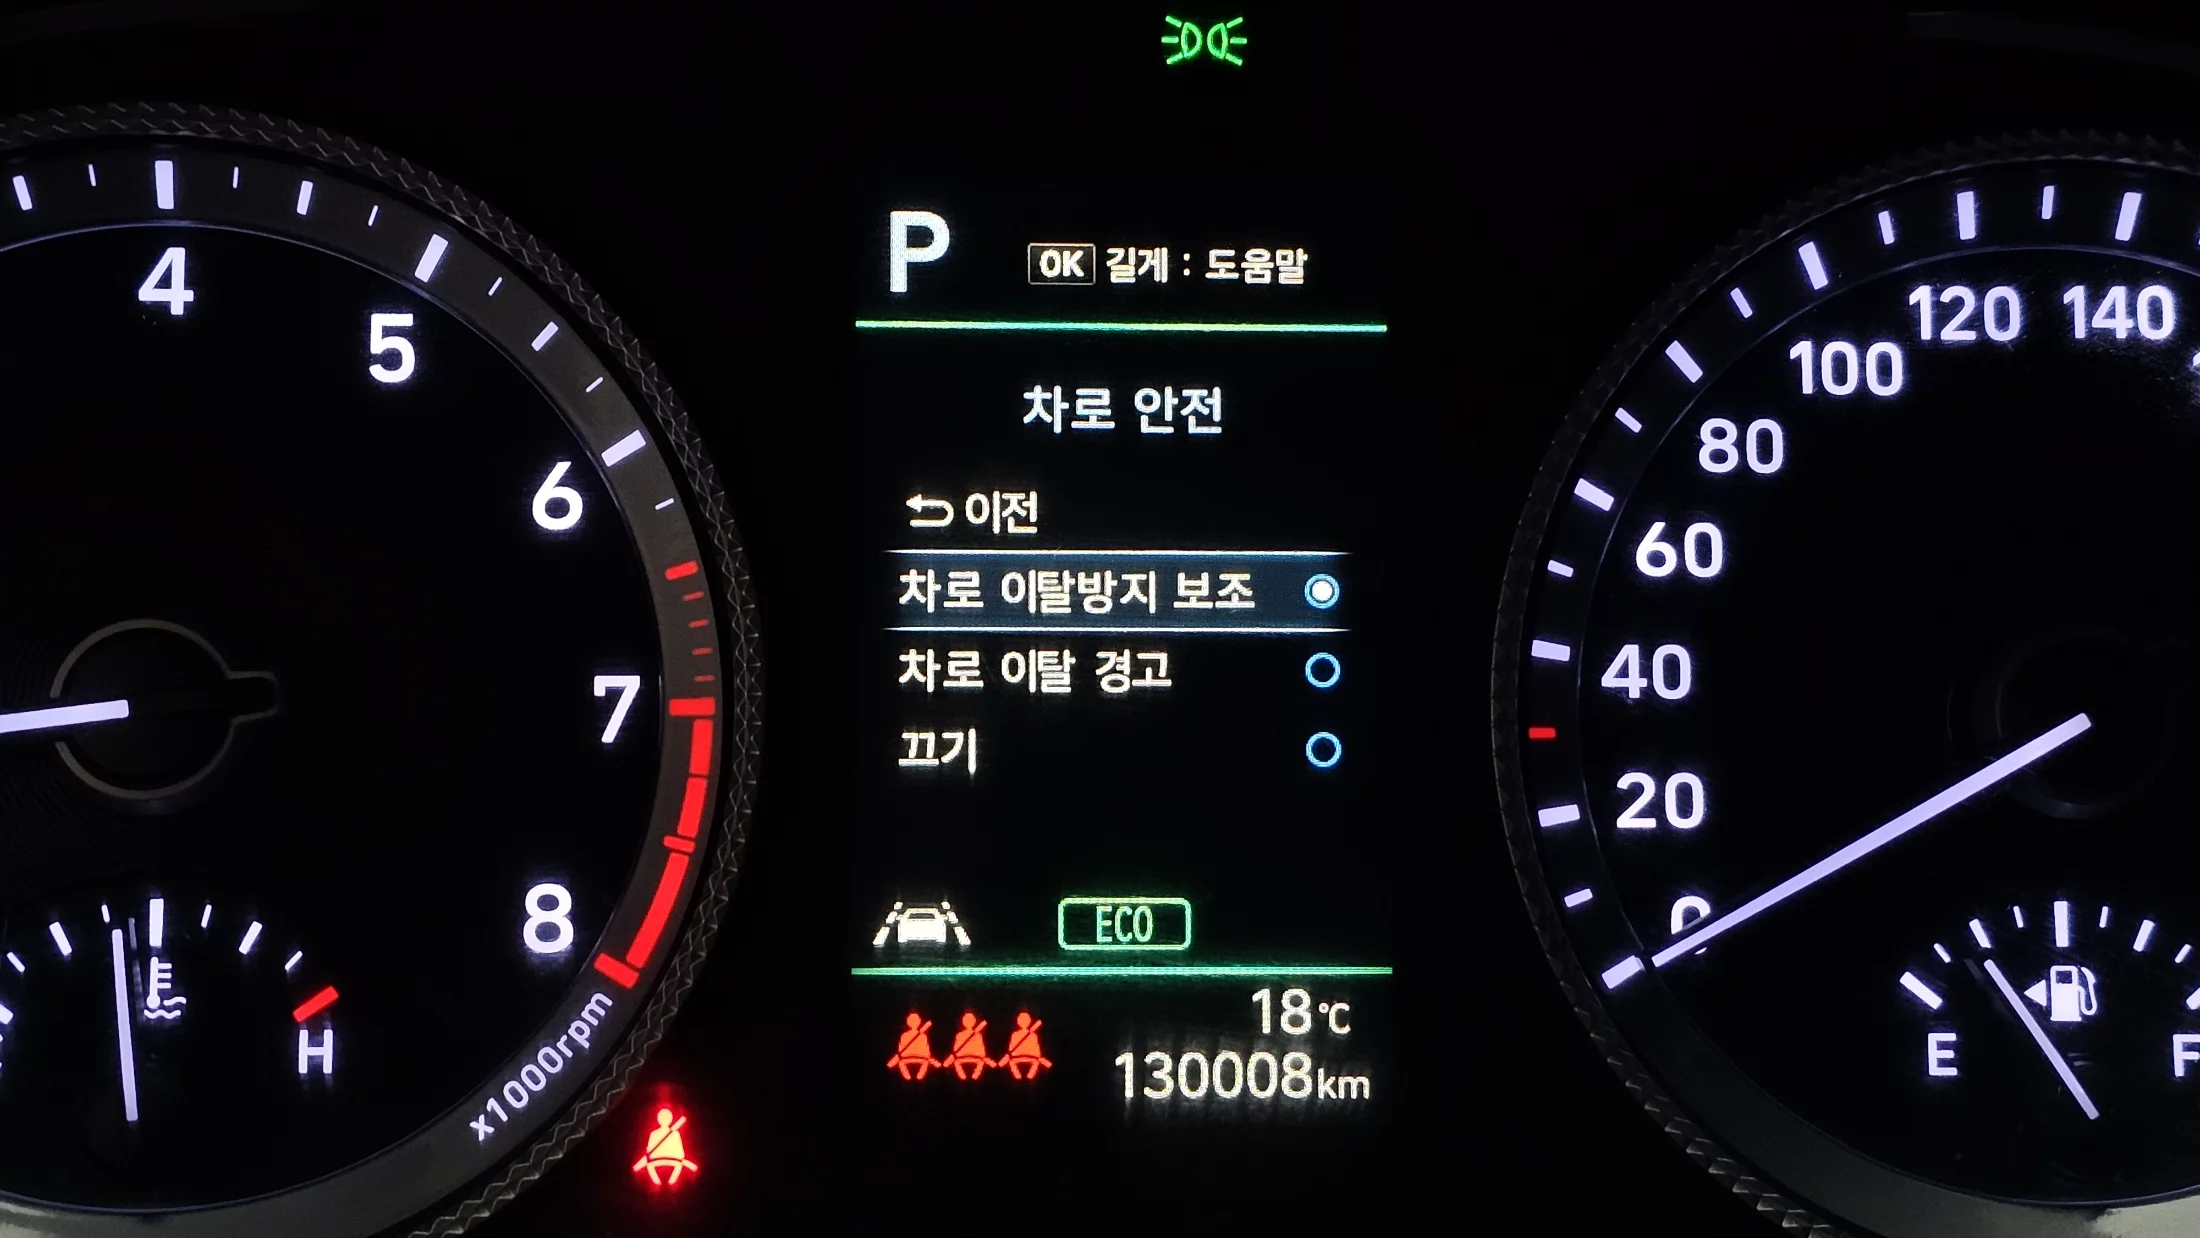 P
OK 길게 : 도움말
차로 안전
이전
차로 이탈방지 보조
차로 이탈 경고
끄기
ECO
18℃
130008km
4
5
6
7
8
x1000rpm
H
0
20
40
60
80
100
120
140
E
F